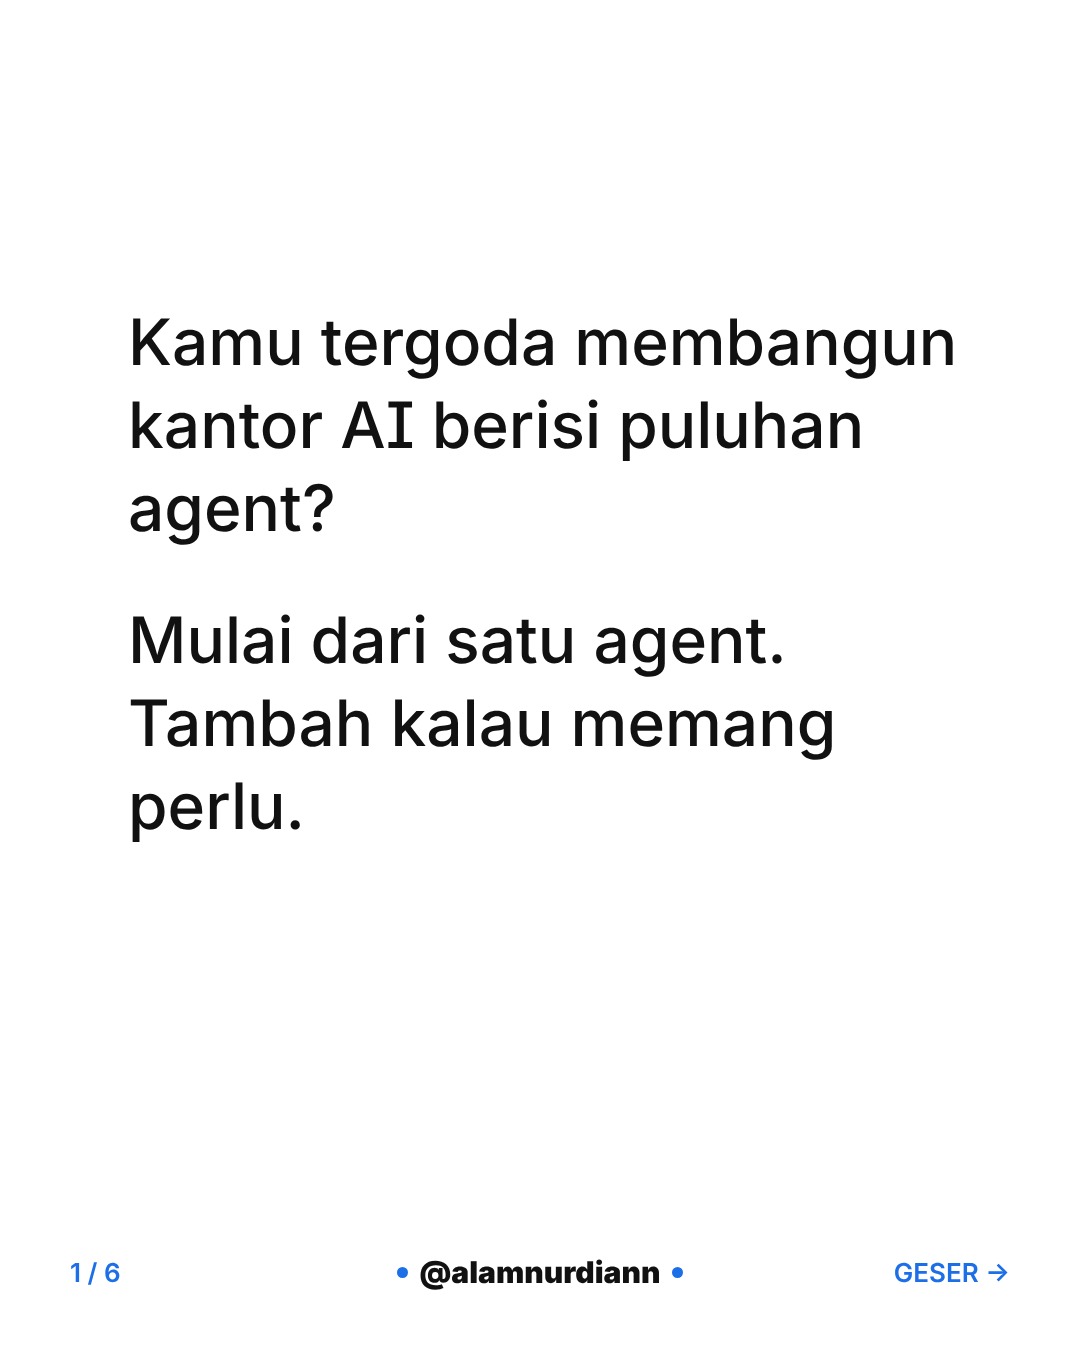 Kamu tergoda membangun
kantor AI berisi puluhan
agent?
Mulai dari satu agent.
Tambah kalau memang
perlu.
1 / 6
• @alamnurdiann •
GESER →